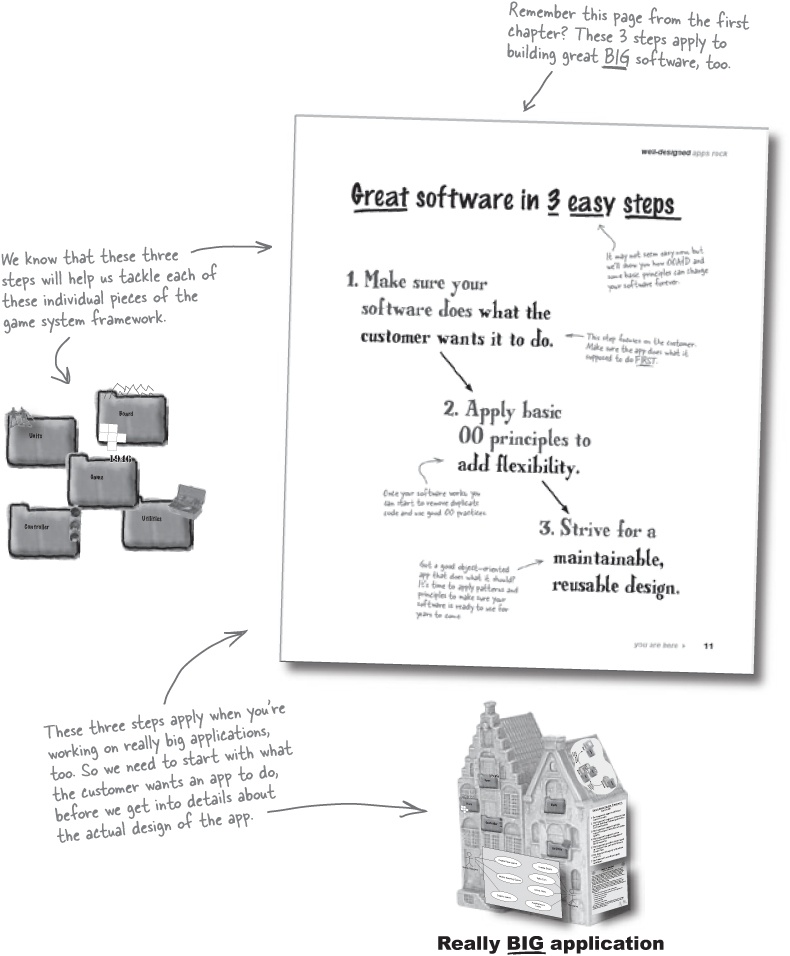 Remember this page from the first
chapter? These 3 steps apply to
building great BIG software, too.
well-designed apps rock
Great software in 3 easy steps
It may not seem easy now, but
we'll show you how OOA&D and
some basic principles can change
your software forever.
We know that these three
steps will help us tackle each of
these individual pieces of the
game system framework.
1. Make sure your
software does what the
customer wants it to do.
This step focuses on the customer.
Make sure the app does what it's
supposed to do FIRST.
2. Apply basic
OO principles to
add flexibility.
Once your software works, you
can start to remove duplicate
code and use good OO practices.
3. Strive for a
maintainable,
reusable design.
Got a good object-oriented
app that does what it should?
It's time to apply patterns and
principles to make sure your
software is ready to use for
years to come.
Board
Units
1946
Game
Controller
Utilities
you are here
11
These three steps apply when you're
working on really big applications,
too. So we need to start with what
the customer wants an app to do,
before we get into details about
the actual design of the app.
Really BIG application